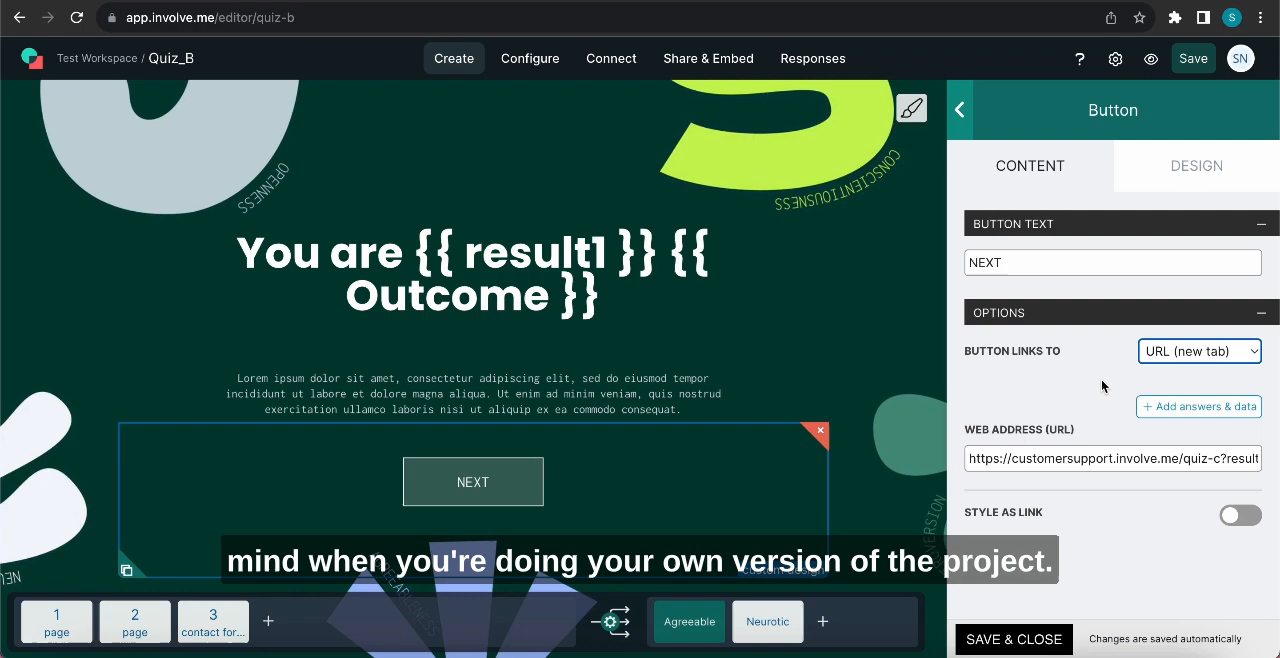 app.involve.me/editor/quiz-b
S
Test Workspace / Quiz_B
Create
Configure
Connect
Share & Embed
Responses
?
Save
SN
OPENNESS
CONSCIENTIOUSNESS
You are {{ result1 }} {{
Outcome }}
Lorem ipsum dolor sit amet, consectetur adipiscing elit, sed do eiusmod tempor
incididunt ut labore et dolore magna aliqua. Ut enim ad minim veniam, quis nostrud
exercitation ullamco laboris nisi ut aliquip ex ea commodo consequat.
NEXT
mind when you're doing your own version of the project.
1
page
2
page
3
contact for...
+
Agreeable
Neurotic
+
Button
CONTENT
DESIGN
BUTTON TEXT
NEXT
OPTIONS
BUTTON LINKS TO
URL (new tab)
+ Add answers & data
WEB ADDRESS (URL)
https://customersupport.involve.me/quiz-c?result
STYLE AS LINK
SAVE & CLOSE
Changes are saved automatically